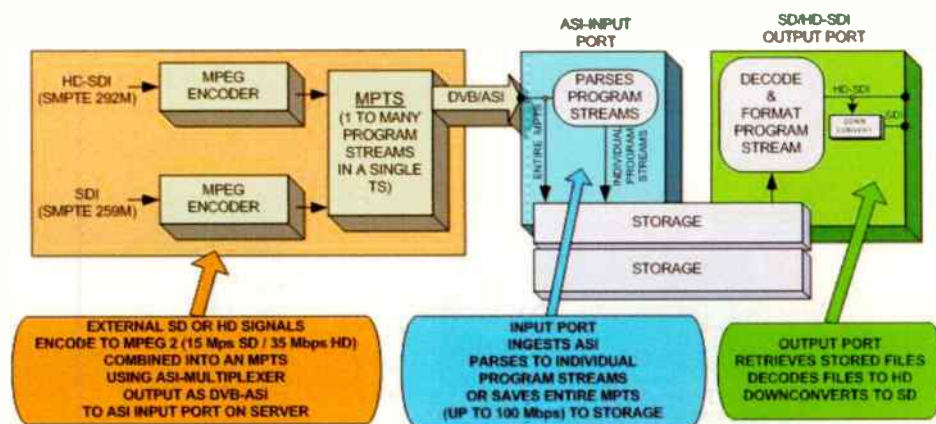 ASI-INPUT
PORT
SD/HD-SDI
OUTPUT PORT
HD-SDI
(SMPTE 292M)
MPEG
ENCODER
MPTS
(1 TO MANY
PROGRAM
STREAMS
IN A SINGLE
TS)
DVB/ASI
SDI
(SMPTE 259M)
MPEG
ENCODER
PARSES
PROGRAM
STREAMS
ENTIRE MPTS
INDIVIDUAL
PROGRAM
STREAMS
DECODE
&
FORMAT
PROGRAM
STREAM
HD-SDI
DOWN
CONVERT
SDI
STORAGE
STORAGE
EXTERNAL SD OR HD SIGNALS
ENCODE TO MPEG 2 (15 Mps SD / 35 Mbps HD)
COMBINED INTO AN MPTS
USING ASI-MULTIPLEXER
OUTPUT AS DVB-ASI
TO ASI INPUT PORT ON SERVER
INPUT PORT
INGESTS ASI
PARSES TO INDIVIDUAL
PROGRAM STREAMS
OR SAVES ENTIRE MPTS
(UP TO 100 Mbps) TO STORAGE
OUTPUT PORT
RETRIEVES STORED FILES
DECODES FILES TO HD
DOWNCONVERTS TO SD